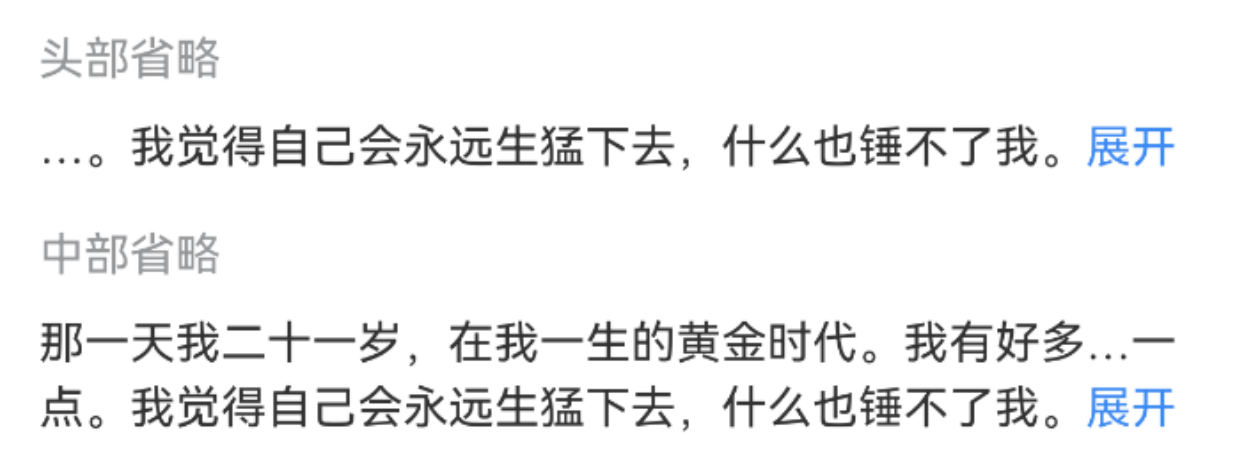 头部省略
...。我觉得自己会永远生猛下去，什么也锤不了我。展开
中部省略
那一天我二十一岁，在我一生的黄金时代。我有好多...一
点。我觉得自己会永远生猛下去，什么也锤不了我。展开